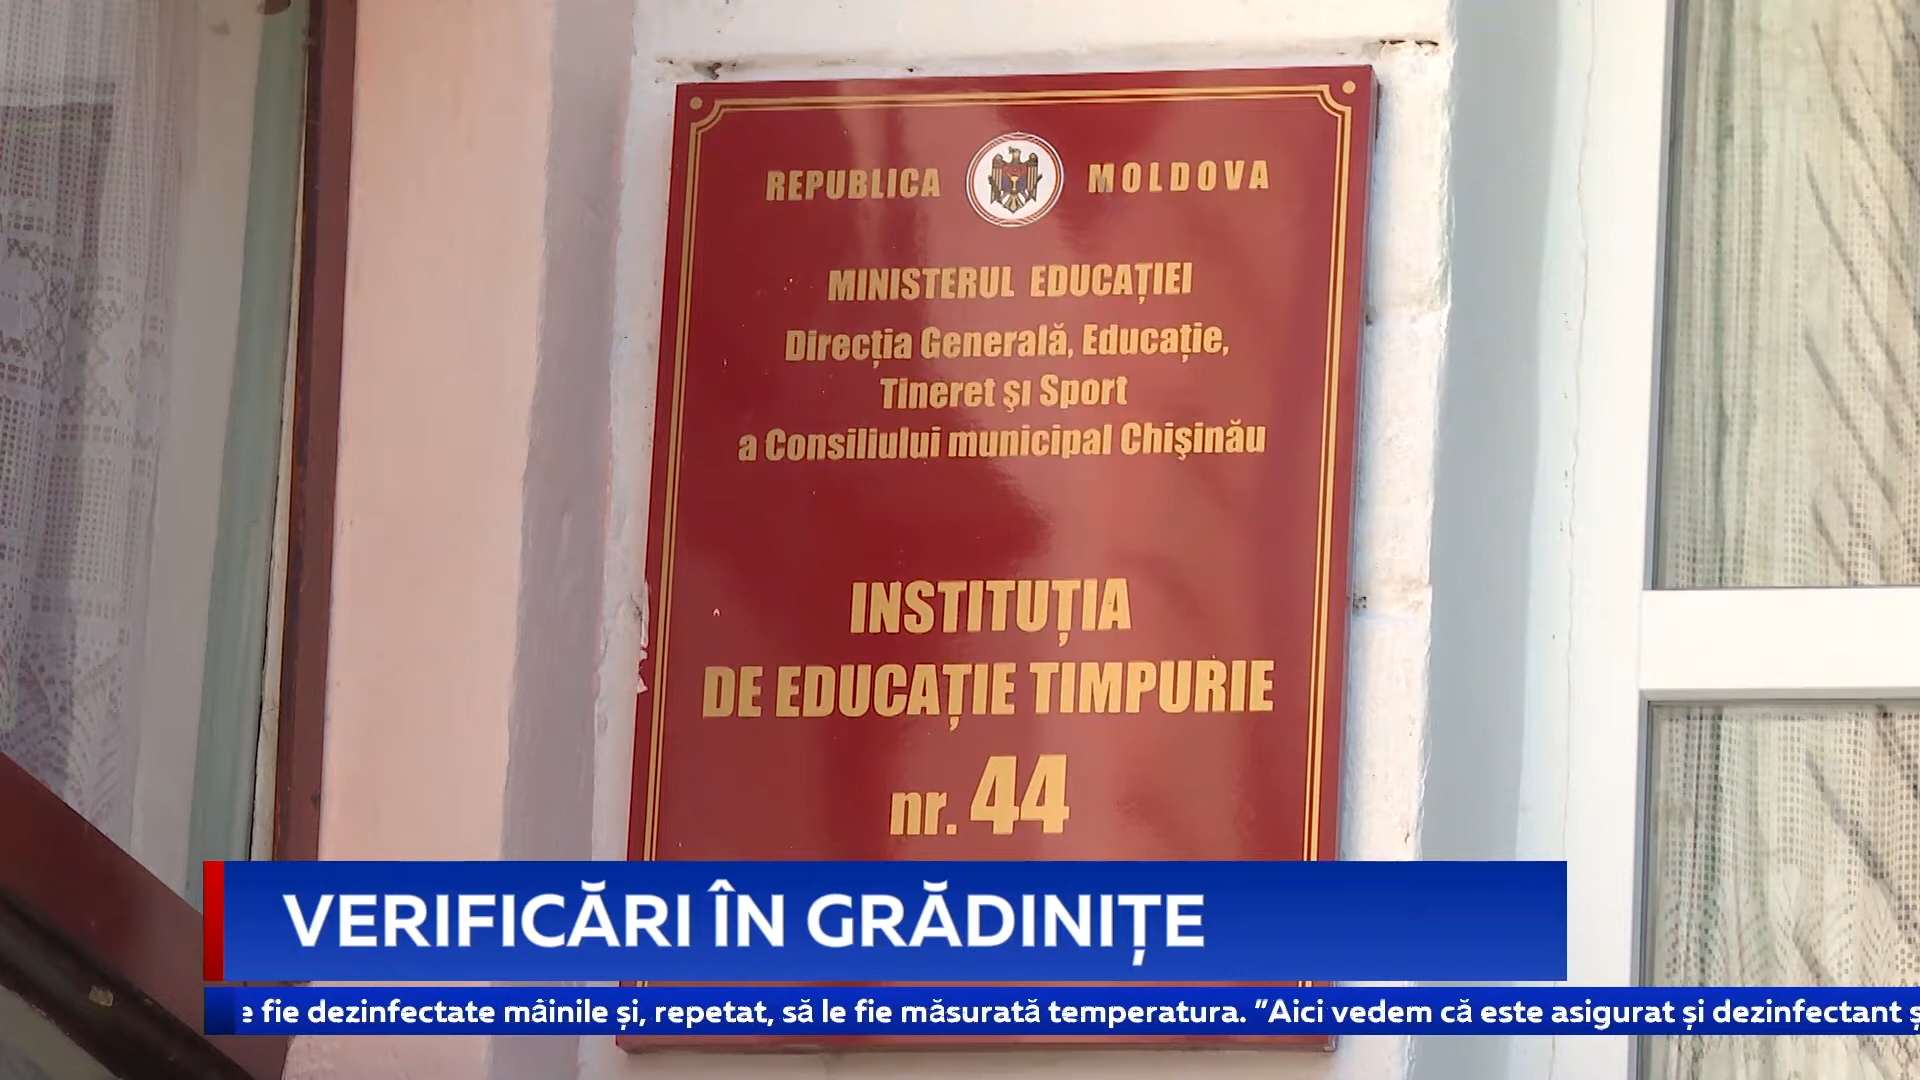 REPUBLICA MOLDOVA
MINISTERUL EDUCAȚIEI
Direcția Generală, Educație,
Tineret și Sport
a Consiliului municipal Chișinău
INSTITUȚIA
DE EDUCAȚIE TIMPURIE
nr. 44
VERIFICĂRI ÎN GRĂDINIȚE
fie dezinfectate mâinile și, repetat, să le fie măsurată temperatura. ”Aici vedem că este asigurat și dezinfectant